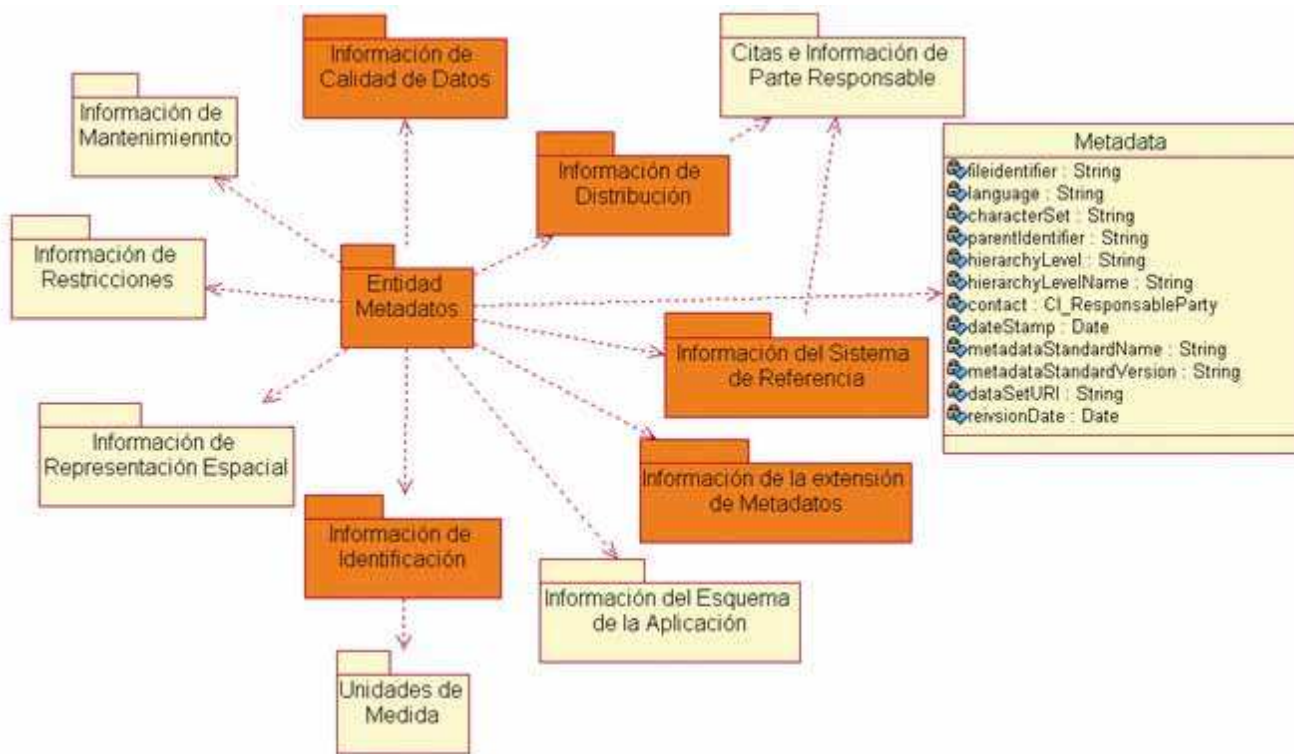 Información de
Calidad de Datos
Citas e Información de
Parte Responsable
Información de
Mantenimiennto
Información de
Distribución
Metadata
fileidentifier : String
language : String
characterSet : String
parentIdentifier : String
hierarchyLevel : String
hierarchyLevelName : String
contact : CI_ResponsableParty
dateStamp : Date
metadataStandardName : String
metadataStandardVersion : String
dataSetURI : String
reivsionDate : Date
Información de
Restricciones
Entidad
Metadatos
Información del Sistema
de Referencia
Información de
Representación Espacial
Información de la extensión
de Metadatos
Información de
Identificación
Información del Esquema
de la Aplicación
Unidades de
Medida